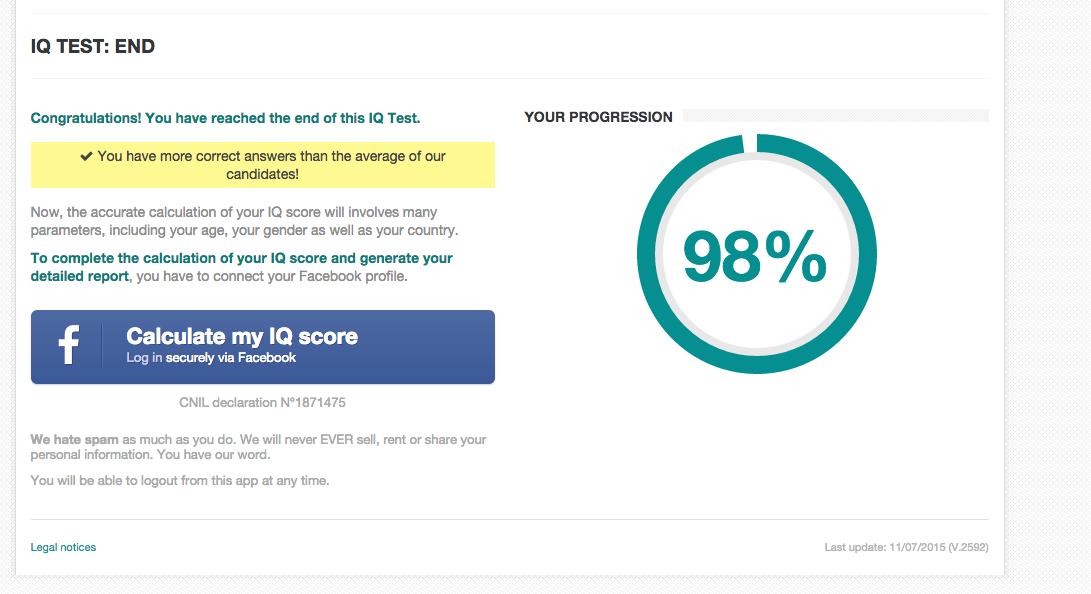 IQ TEST: END
Congratulations! You have reached the end of this IQ Test.
✔ You have more correct answers than the average of our
candidates!
Now, the accurate calculation of your IQ score will involves many
parameters, including your age, your gender as well as your country.
To complete the calculation of your IQ score and generate your
detailed report, you have to connect your Facebook profile.
f
Calculate my IQ score
Log in securely via Facebook
CNIL declaration N°1871475
We hate spam as much as you do. We will never EVER sell, rent or share your
personal information. You have our word.
You will be able to logout from this app at any time.
YOUR PROGRESSION
98%
Legal notices
Last update: 11/07/2015 (V.2592)